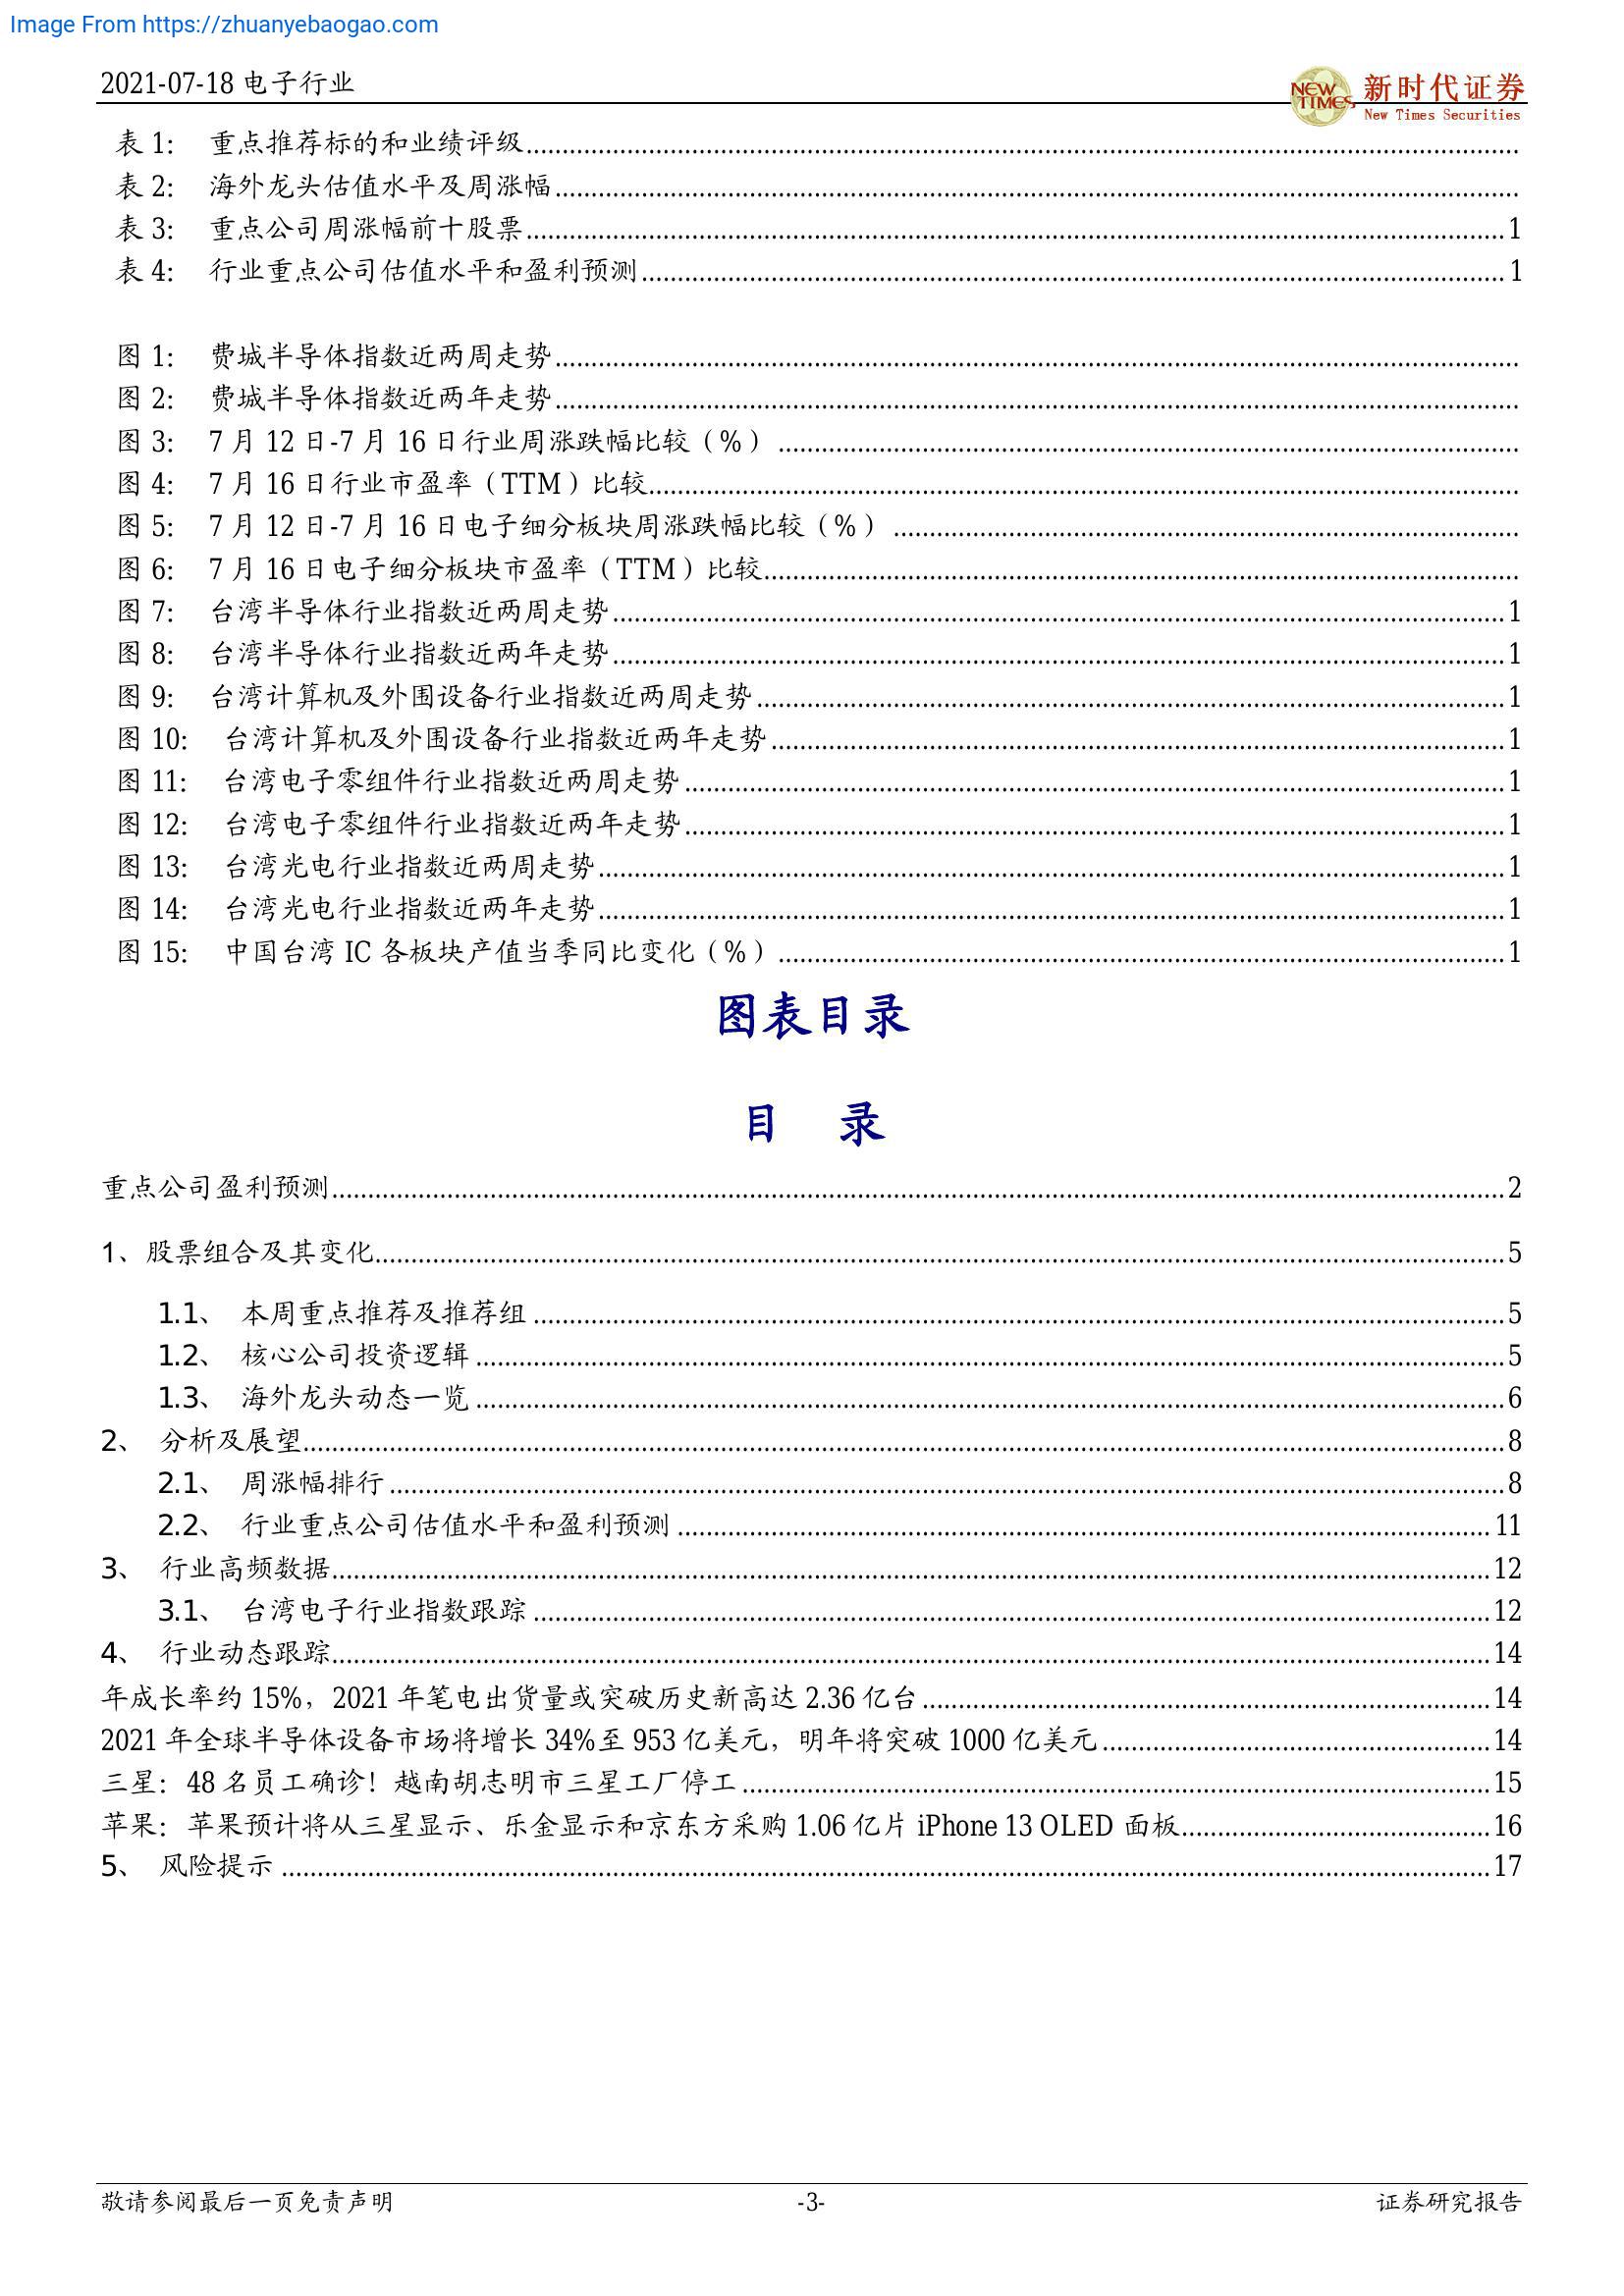 Image From https://zhuanyebaogao.com
2021-07-18 电子行业
NEW TIMES 新时代证券
New Times Securities
表 1: 重点推荐标的和业绩评级
表 2: 海外龙头估值水平及周涨幅
表 3: 重点公司周涨幅前十股票 1
表 4: 行业重点公司估值水平和盈利预测 1
图 1: 费城半导体指数近两周走势
图 2: 费城半导体指数近两年走势
图 3: 7 月 12 日-7 月 16 日行业周涨跌幅比较（%）
图 4: 7 月 16 日行业市盈率（TTM）比较
图 5: 7 月 12 日-7 月 16 日电子细分板块周涨跌幅比较（%）
图 6: 7 月 16 日电子细分板块市盈率（TTM）比较
图 7: 台湾半导体行业指数近两周走势 1
图 8: 台湾半导体行业指数近两年走势 1
图 9: 台湾计算机及外围设备行业指数近两周走势 1
图 10: 台湾计算机及外围设备行业指数近两年走势 1
图 11: 台湾电子零组件行业指数近两周走势 1
图 12: 台湾电子零组件行业指数近两年走势 1
图 13: 台湾光电行业指数近两周走势 1
图 14: 台湾光电行业指数近两年走势 1
图 15: 中国台湾 IC 各板块产值当季同比变化（%） 1
图表目录
目 录
重点公司盈利预测 2
1、股票组合及其变化 5
1.1、 本周重点推荐及推荐组 5
1.2、 核心公司投资逻辑 5
1.3、 海外龙头动态一览 6
2、 分析及展望 8
2.1、 周涨幅排行 8
2.2、 行业重点公司估值水平和盈利预测 11
3、 行业高频数据 12
3.1、 台湾电子行业指数跟踪 12
4、 行业动态跟踪 14
年成长率约 15%，2021 年笔电出货量或突破历史新高达 2.36 亿台 14
2021 年全球半导体设备市场将增长 34%至 953 亿美元，明年将突破 1000 亿美元 14
三星：48 名员工确诊！越南胡志明市三星工厂停工 15
苹果：苹果预计将从三星显示、乐金显示和京东方采购 1.06 亿片 iPhone 13 OLED 面板 16
5、 风险提示 17
敬请参阅最后一页免责声明 -3- 证券研究报告